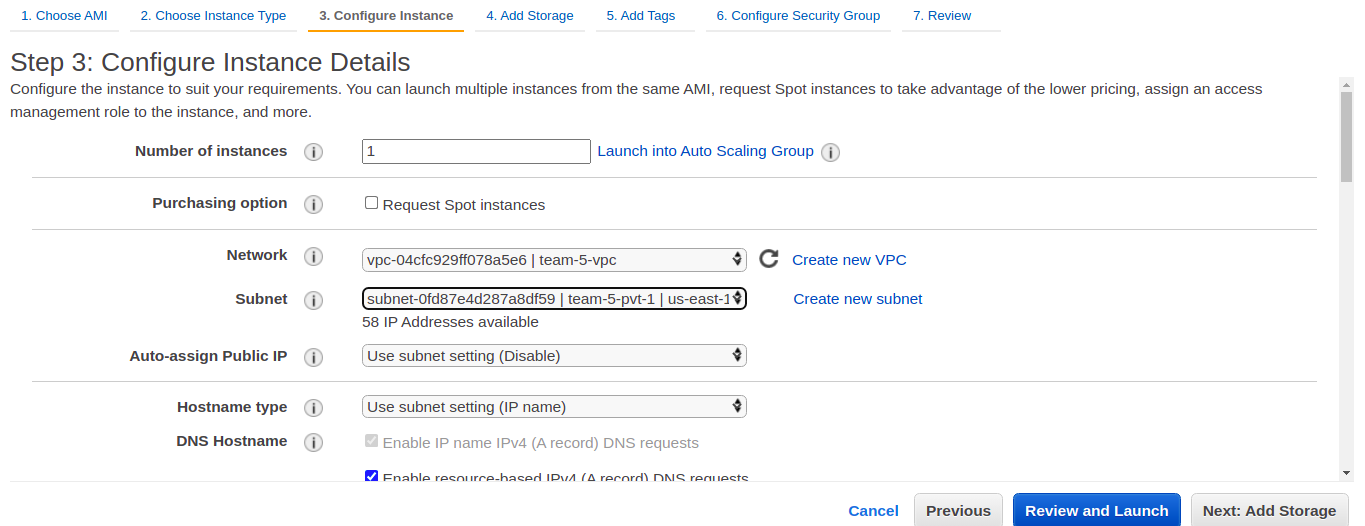 1. Choose AMI 2. Choose Instance Type 3. Configure Instance 4. Add Storage 5. Add Tags 6. Configure Security Group 7. Review
Step 3: Configure Instance Details
Configure the instance to suit your requirements. You can launch multiple instances from the same AMI, request Spot instances to take advantage of the lower pricing, assign an access
management role to the instance, and more.
Number of instances 1 Launch into Auto Scaling Group
Purchasing option Request Spot instances
Network vpc-04cfc929ff078a5e6 | team-5-vpc Create new VPC
Subnet subnet-0fd87e4d287a8df59 | team-5-pvt-1 | us-east-1 Create new subnet
58 IP Addresses available
Auto-assign Public IP Use subnet setting (Disable)
Hostname type Use subnet setting (IP name)
DNS Hostname Enable IP name IPv4 (A record) DNS requests
Enable resource-based IPv4 (A record) DNS requests
Cancel Previous Review and Launch Next: Add Storage